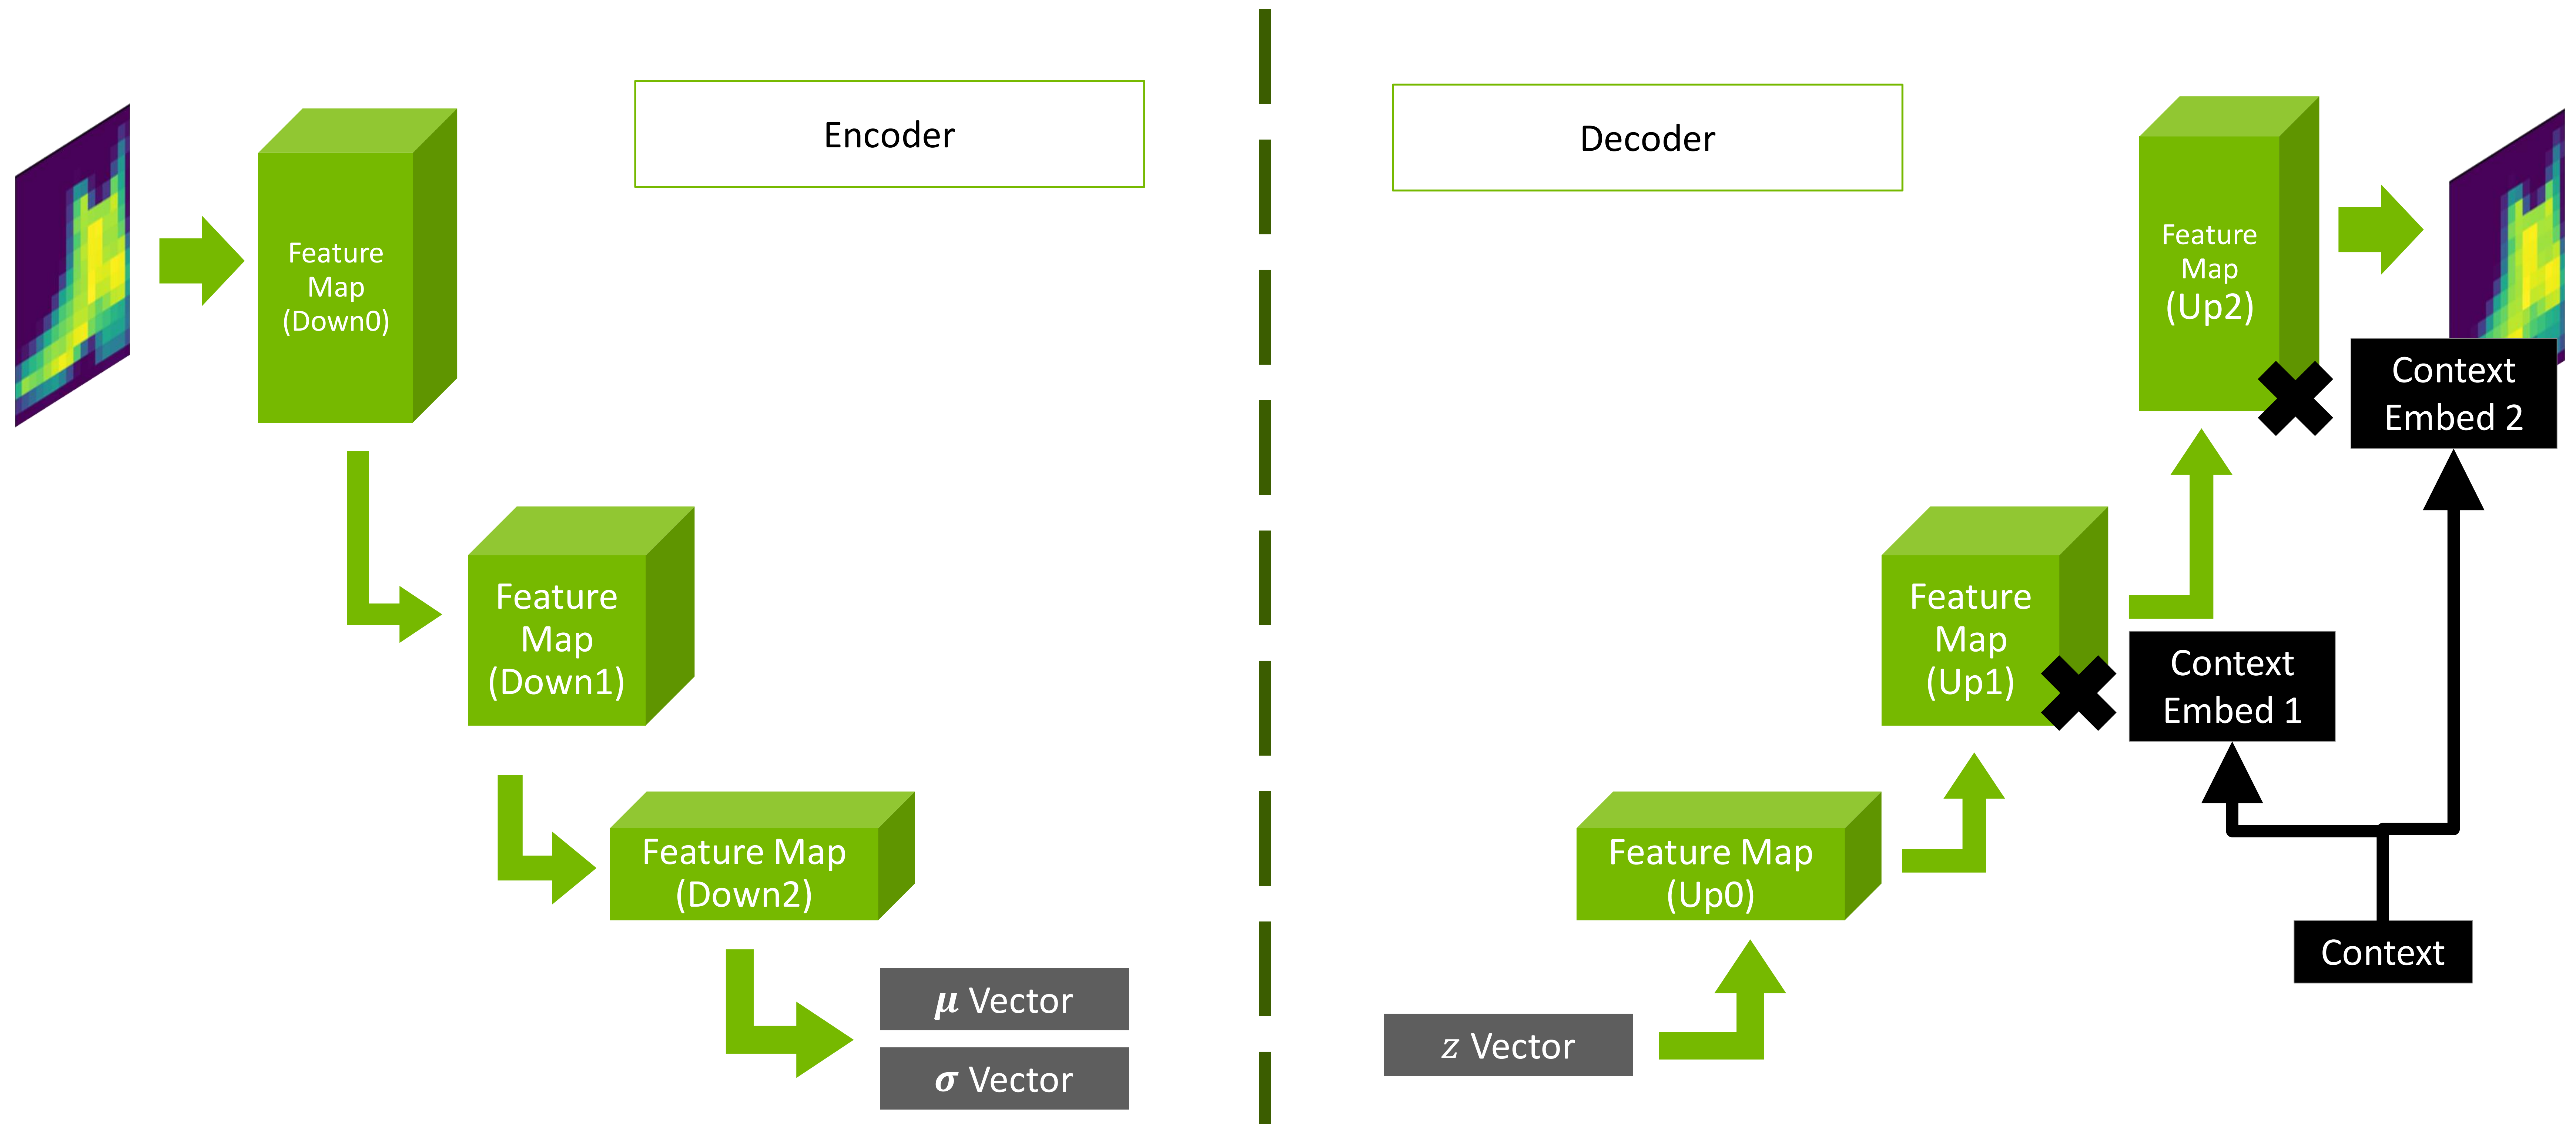 Encoder
Feature
Map
(Down0)
Feature
Map
(Down1)
Feature Map
(Down2)
μ Vector
σ Vector
Decoder
Feature
Map
(Up2)
Context
Embed 2
Feature
Map
(Up1)
Context
Embed 1
Feature Map
(Up0)
Context
z Vector